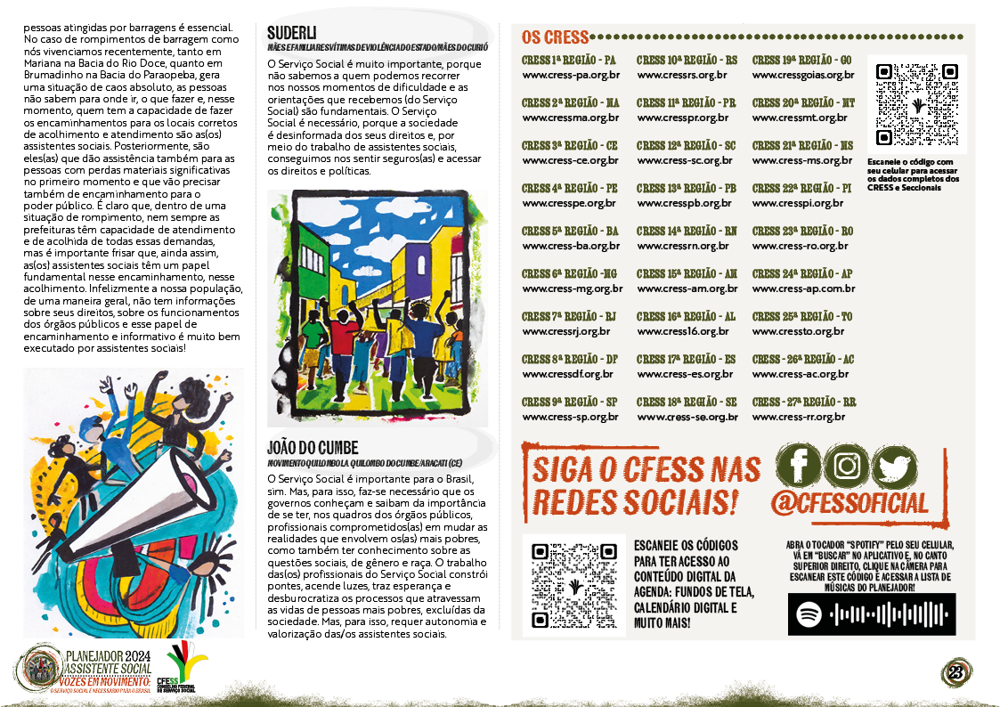 pessoas atingidas por barragens é essencial.
No caso de rompimentos de barragem como
nós vivenciamos recentemente, tanto em
Mariana na Bacia do Rio Doce, quanto em
Brumadinho na Bacia do Paraopeba, gera
uma situação de caos absoluto, as pessoas
não sabem para onde ir, o que fazer e, nesse
momento, quem tem a capacidade de fazer
os encaminhamentos para os locais corretos
de acolhimento e atendimento são as(os)
assistentes sociais. Posteriormente, são
eles(as) que dão assistência também para as
pessoas com perdas materiais significativas
no primeiro momento e que vão precisar
também de encaminhamento para o
poder público. É claro que, dentro de uma
situação de rompimento, nem sempre as
prefeituras têm capacidade de atendimento
e de acolhida de todas essas demandas,
mas é importante frisar que, ainda assim,
as(os) assistentes sociais têm um papel
fundamental nesse encaminhamento, nesse
acolhimento. Infelizmente a nossa população,
de uma maneira geral, não tem informações
sobre seus direitos, sobre os funcionamentos
dos órgãos públicos e esse papel de
encaminhamento e informativo é muito bem
executado por assistentes sociais!
SUDERLI
MÃES E FAMILIARES VÍTIMAS DE VIOLÊNCIA DO ESTADO/MÃES DO CURIÓ
O Serviço Social é muito importante, porque
não sabemos a quem podemos recorrer
nos nossos momentos de dificuldade e as
orientações que recebemos (do Serviço
Social) são fundamentais. O Serviço
Social é necessário, porque a sociedade
é desinformada dos seus direitos e, por
meio do trabalho de assistentes sociais,
conseguimos nos sentir seguros(as) e acessar
os direitos e políticas.
JOÃO DO CUMBE
MOVIMENTO QUILOMBOLA QUILOMBO DO CUMBE/ARACATI (CE)
O Serviço Social é importante para o Brasil,
sim. Mas, para isso, faz-se necessário que os
governos conheçam e saibam da importância
de se ter, nos quadros dos órgãos públicos,
profissionais comprometidos(as) em mudar as
realidades que envolvem os(as) mais pobres,
como também ter conhecimento sobre as
questões sociais, de gênero e raça. O trabalho
das(os) profissionais do Serviço Social constrói
pontes, acende luzes, traz esperança e
desburocratiza os processos que atravessam
as vidas de pessoas mais pobres, excluídas da
sociedade. Mas, para isso, requer autonomia e
valorização das/os assistentes sociais.
OS CRESS
CRESS 1ª REGIÃO - PA
www.cress-pa.org.br
CRESS 2ª REGIÃO - MA
www.cressma.org.br
CRESS 3ª REGIÃO - CE
www.cress-ce.org.br
CRESS 4ª REGIÃO - PE
www.cresspe.org.br
CRESS 5ª REGIÃO - BA
www.cress-ba.org.br
CRESS 6ª REGIÃO -MG
www.cress-mg.org.br
CRESS 7ª REGIÃO - RJ
www.cressrj.org.br
CRESS 8ª REGIÃO - DF
www.cressdf.org.br
CRESS 9ª REGIÃO - SP
www.cress-sp.org.br
CRESS 10ª REGIÃO - RS
www.cressrs.org.br
CRESS 11ª REGIÃO - PR
www.cresspr.org.br
CRESS 12ª REGIÃO - SC
www.cress-sc.org.br
CRESS 13ª REGIÃO - PB
www.cresspb.org.br
CRESS 14ª REGIÃO - RN
www.cressrn.org.br
CRESS 15ª REGIÃO - AM
www.cress-am.org.br
CRESS 16ª REGIÃO - AL
www.cress16.org.br
CRESS 17ª REGIÃO - ES
www.cress-es.org.br
CRESS 18ª REGIÃO - SE
www.cress-se.org.br
CRESS 19ª REGIÃO - GO
www.cressgoias.org.br
CRESS 20ª REGIÃO - MT
www.cressmt.org.br
CRESS 21ª REGIÃO - MS
www.cress-ms.org.br
CRESS 22ª REGIÃO - PI
www.cresspi.org.br
CRESS 23ª REGIÃO - RO
www.cress-ro.org.br
CRESS 24ª REGIÃO - AP
www.cress-ap.com.br
CRESS 25ª REGIÃO - TO
www.cressto.org.br
CRESS - 26ª REGIÃO - AC
www.cress-ac.org.br
CRESS - 27ª REGIÃO - RR
www.cress-rr.org.br
Escaneie o código com
seu celular para acessar
os dados completos dos
CRESS e Seccionais
SIGA O CFESS NAS
REDES SOCIAIS!
@CFESSOFICIAL
ESCANEIE OS CÓDIGOS
PARA TER ACESSO AO
CONTEÚDO DIGITAL DA
AGENDA: FUNDOS DE TELA,
CALENDÁRIO DIGITAL E
MUITO MAIS!
ABRA O TOCADOR “SPOTIFY” PELO SEU CELULAR,
VÁ EM “BUSCAR” NO APLICATIVO E, NO CANTO
SUPERIOR DIREITO, CLIQUE NA CÂMERA PARA
ESCANEAR ESTE CÓDIGO E ACESSAR A LISTA DE
MÚSICAS DO PLANEJADOR!
PLANEJADOR 2024
ASSISTENTE SOCIAL
VOZES EM MOVIMENTO:
O SERVIÇO SOCIAL É NECESSÁRIO PARA O BRASIL
CFESS
CONSELHO FEDERAL
DE SERVIÇO SOCIAL
23